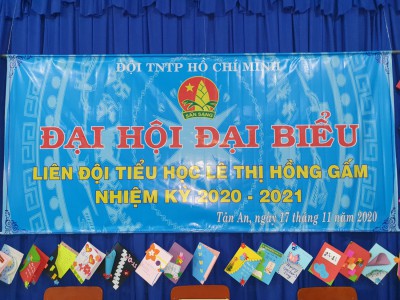 ĐỘI TNTP HỒ CHÍ MINH
SẴN SÀNG
ĐẠI HỘI ĐẠI BIỂU
LIÊN ĐỘI TIỂU HỌC LÊ THỊ HỒNG GẤM
NHIỆM KỲ 2020 - 2021
Tân An, ngày 17 tháng 11 năm 2020